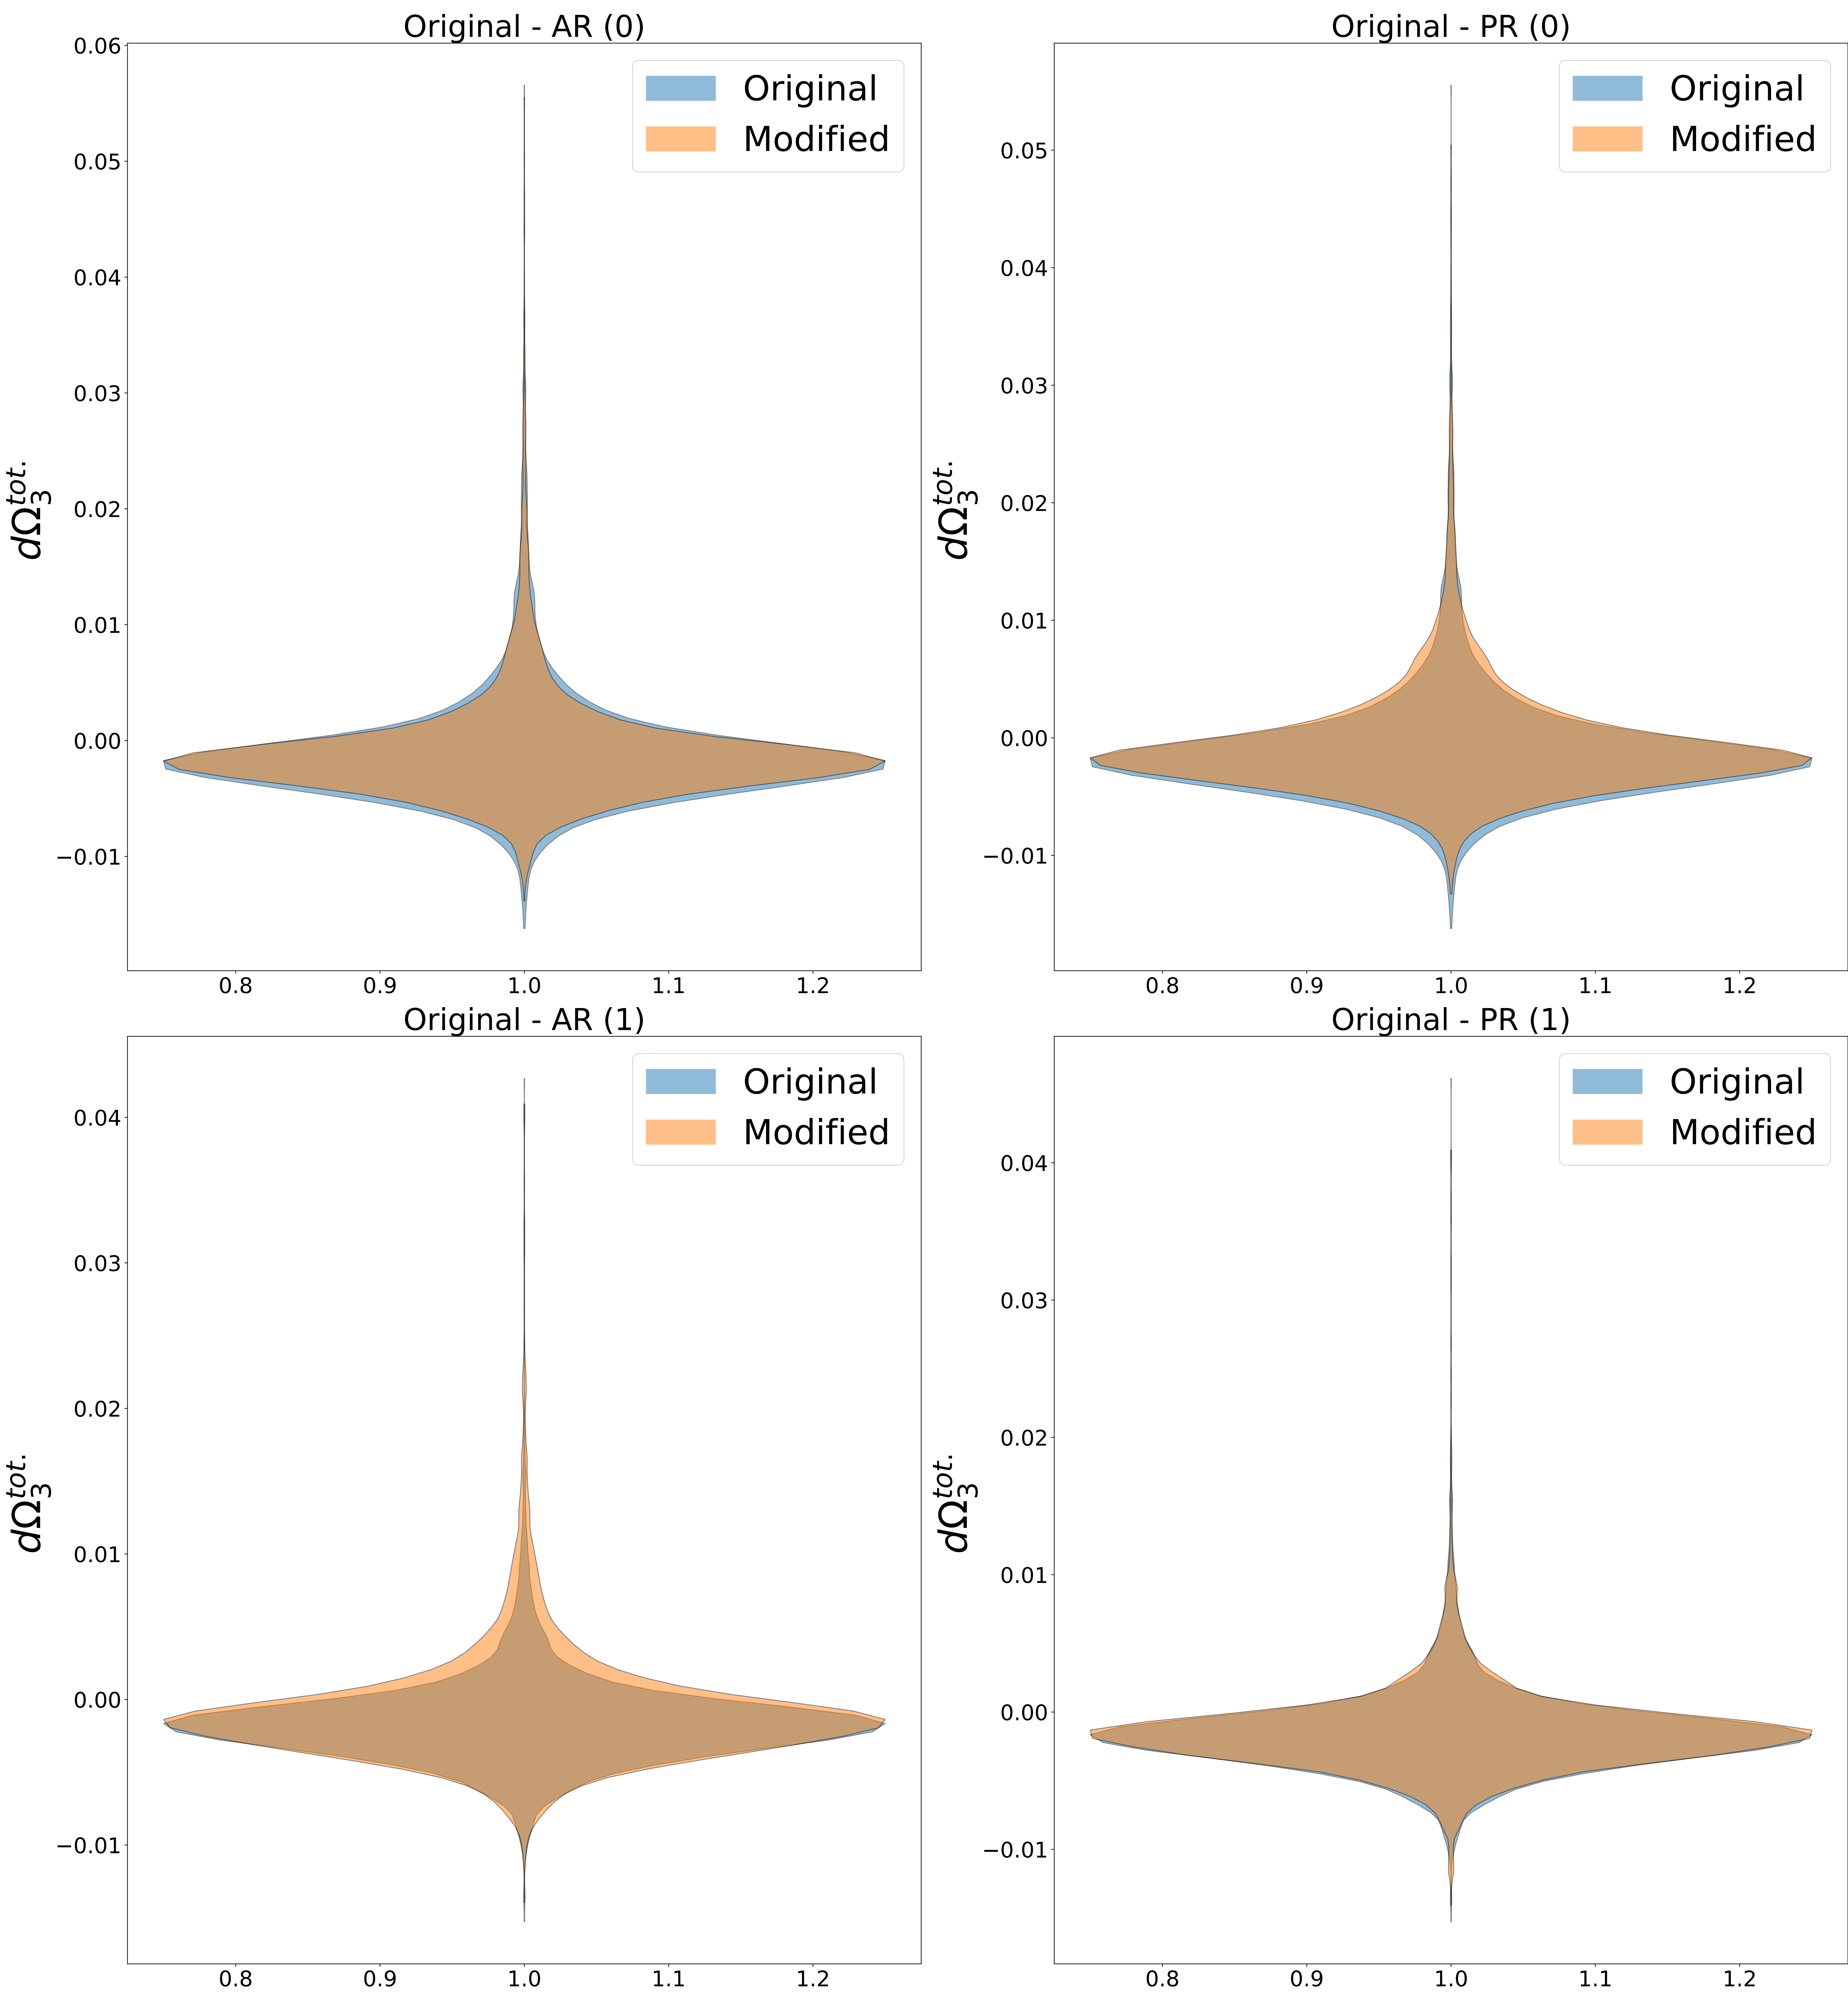 Original - AR (0)
Original
Modified
0.06
0.05
0.04
0.03
0.02
0.01
0.00
−0.01
dΩ₃ᵗᵒᵗ·
0.8 0.9 1.0 1.1 1.2
Original - PR (0)
Original
Modified
0.05
0.04
0.03
0.02
0.01
0.00
−0.01
dΩ₃ᵗᵒᵗ·
0.8 0.9 1.0 1.1 1.2
Original - AR (1)
Original
Modified
0.04
0.03
0.02
0.01
0.00
−0.01
dΩ₃ᵗᵒᵗ·
0.8 0.9 1.0 1.1 1.2
Original - PR (1)
Original
Modified
0.04
0.03
0.02
0.01
0.00
−0.01
dΩ₃ᵗᵒᵗ·
0.8 0.9 1.0 1.1 1.2